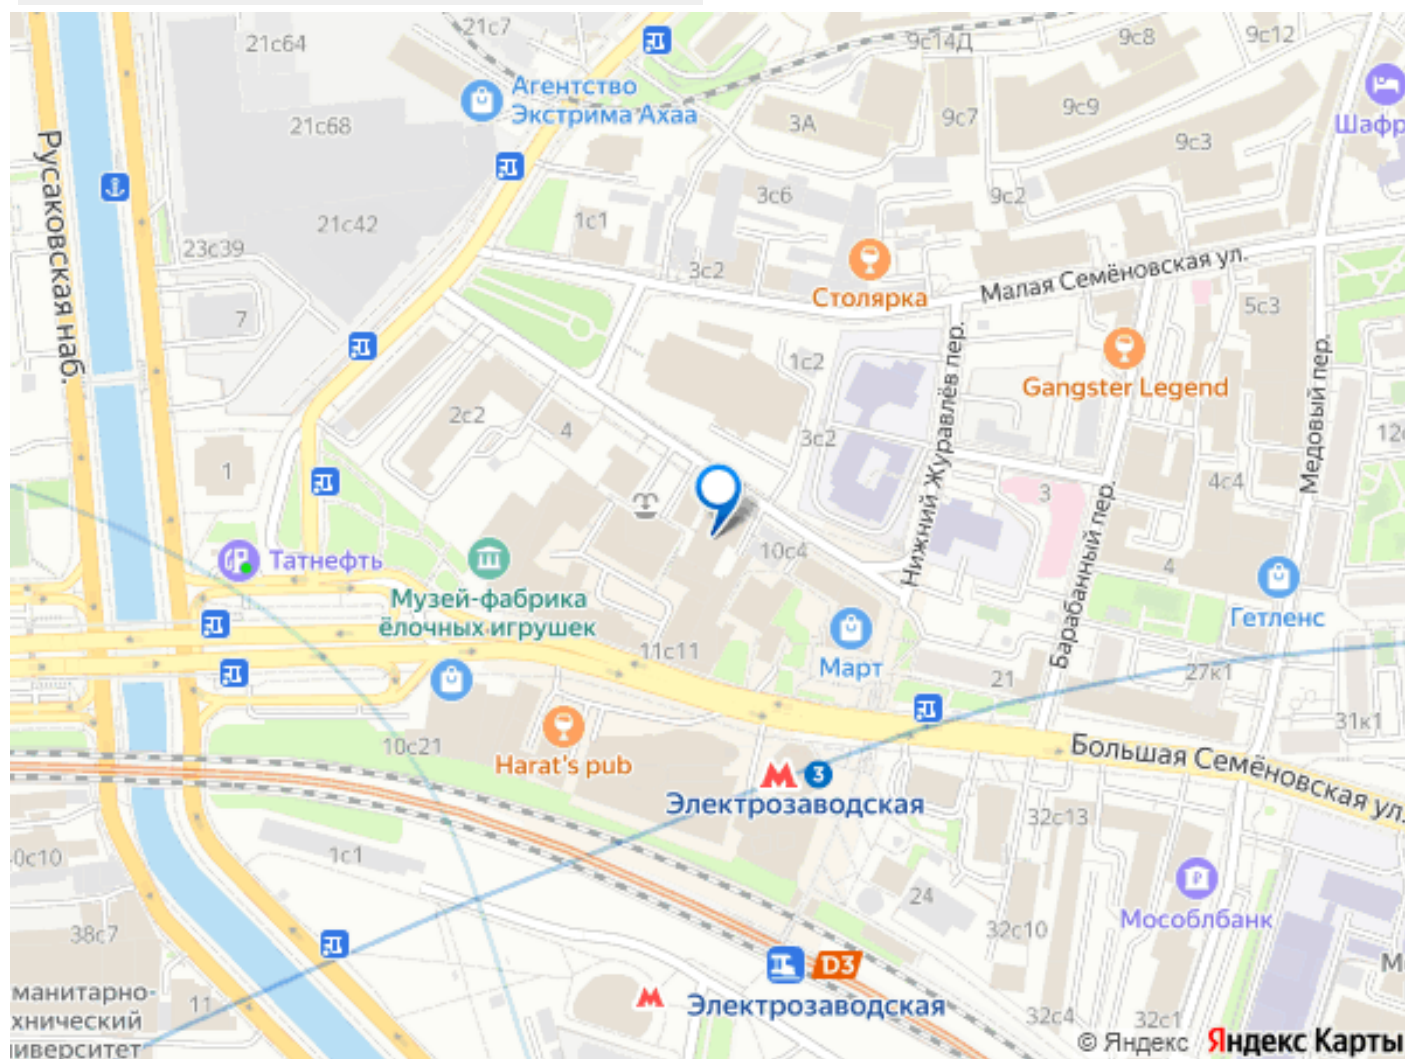 21с7
21с64
9с14Д
9с8
9с12
Агентство
Экстрима Ахаа
21с68
3А
9с7
9с9
Шафр
9с3
Русаковская наб.
3с6
9с2
21с42
1с1
23с39
3с2
Малая Семёновская ул.
Столярка
5с3
7
1с2
Gangster Legend
Нижний Журавлёв пер.
Медовый пер.
2с2
4
3с2
12с
1
4с4
3
Барабанный пер.
Татнефть
10с4
4
Музей-фабрика
ёлочных игрушек
Гетленс
11с11
Март
21
27к1
31к1
10с21
Harat's pub
Большая Семёновская ул.
3
Электрозаводская
32с13
1с1
0с10
24
Мособлбанк
38с7
32с10
D3
М
манитарно-
хнический
иверситет
11
Электрозаводская
32с4
32с1
© Яндекс Яндекс Карты